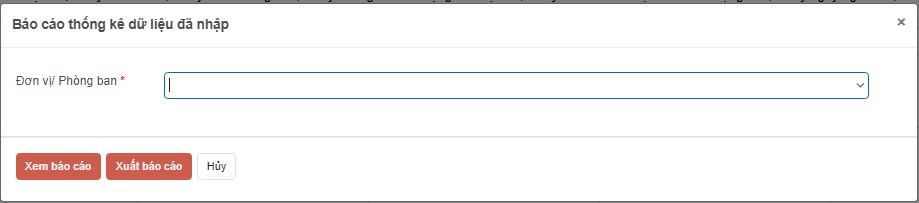 Báo cáo thống kê dữ liệu đã nhập ×
Đơn vị/ Phòng ban *
Xem báo cáo Xuất báo cáo Hủy